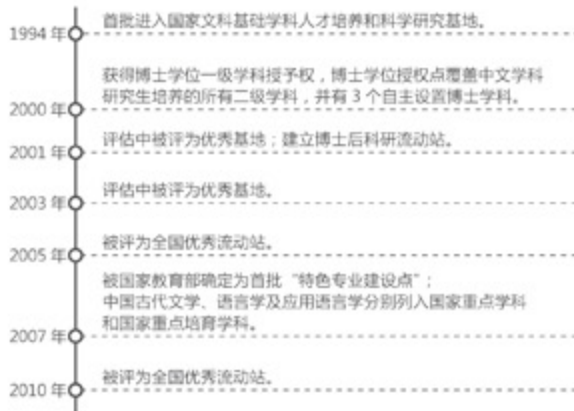 首批进入国家文科基础学科人才培养和科学研究基地。
1994 年
获得博士学位一级学科授予权，博士学位授权点覆盖中文学科
研究生培养的所有二级学科，并有 3 个自主设置博士学科。
2000 年
评估中被评为优秀基地；建立博士后科研流动站。
2001 年
评估中被评为优秀基地。
2003 年
被评为全国优秀流动站。
2005 年
被国家教育部确定为首批“特色专业建设点”；
中国古代文学、语言学及应用语言学分别列入国家重点学科
和国家重点培育学科。
2007 年
被评为全国优秀流动站。
2010 年